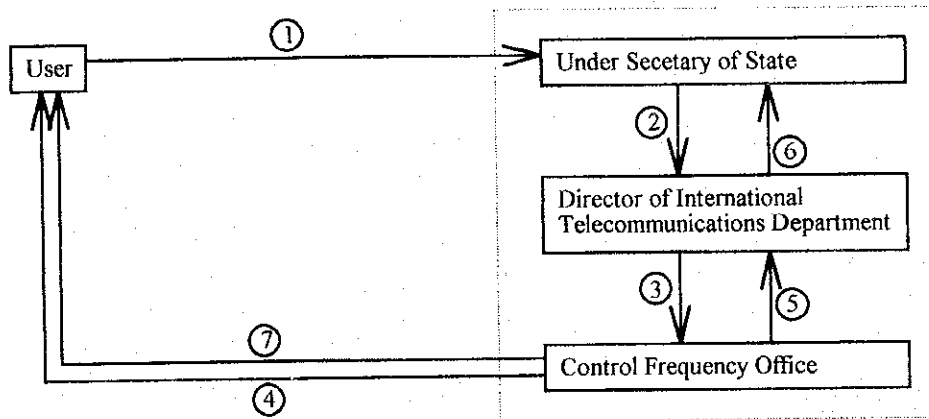 ①
User
Under Secetary of State
②
⑥
Director of International
Telecommunications Department
③
⑤
⑦
Control Frequency Office
④